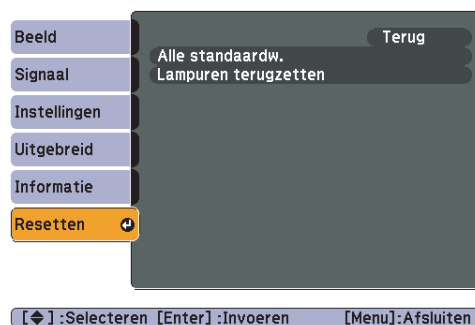 Beeld
Signaal
Instellingen
Uitgebreid
Informatie
Resetten
Terug
Alle standaardw.
Lampuren terugzetten
[◆] :Selecteren [Enter] :Invoeren [Menu]:Afsluiten